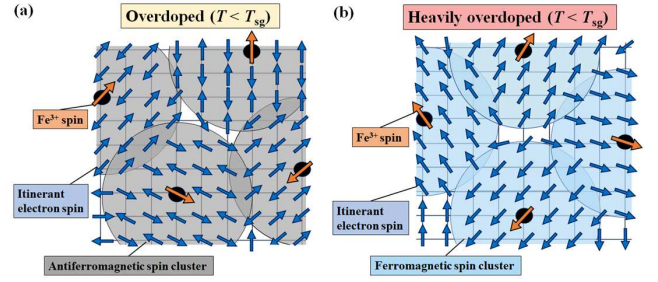 (a)
Overdoped (T < Tsg)
Fe³⁺ spin
Itinerant
electron spin
Antiferromagnetic spin cluster
(b)
Heavily overdoped (T < Tsg)
Fe³⁺ spin
Itinerant
electron spin
Ferromagnetic spin cluster